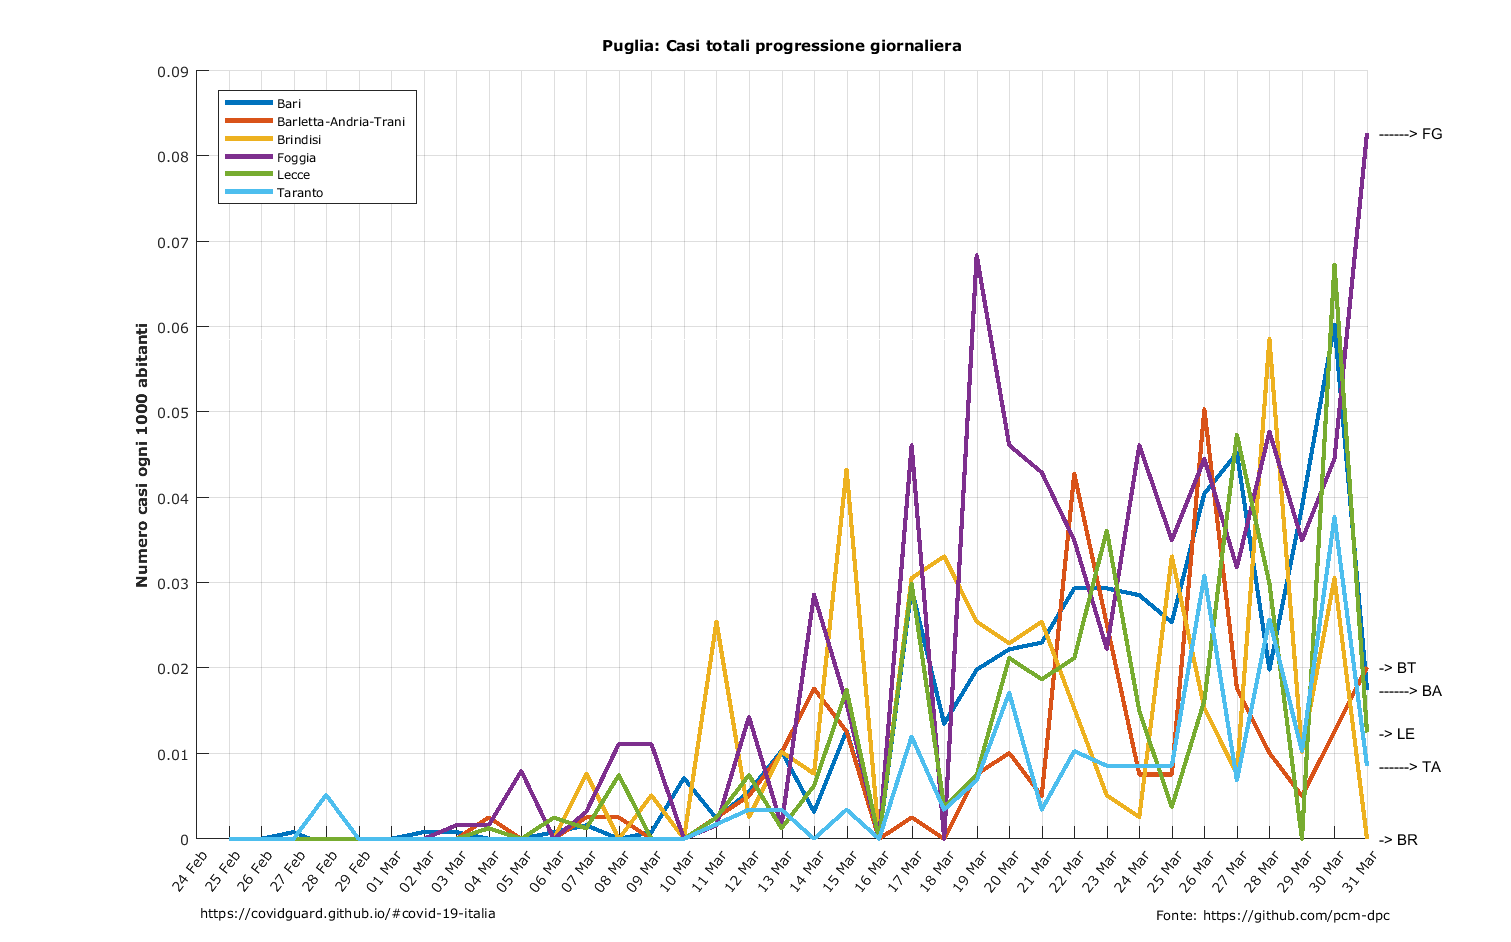 Puglia: Casi totali progressione giornaliera
Numero casi ogni 1000 abitanti
0.09
0.08
0.07
0.06
0.05
0.04
0.03
0.02
0.01
0
Bari
Barletta-Andria-Trani
Brindisi
Foggia
Lecce
Taranto
------> FG
-> BT
------> BA
-> LE
------> TA
-> BR
24 Feb
25 Feb
26 Feb
27 Feb
28 Feb
29 Feb
01 Mar
02 Mar
03 Mar
04 Mar
05 Mar
06 Mar
07 Mar
08 Mar
09 Mar
10 Mar
11 Mar
12 Mar
13 Mar
14 Mar
15 Mar
16 Mar
17 Mar
18 Mar
19 Mar
20 Mar
21 Mar
22 Mar
23 Mar
24 Mar
25 Mar
26 Mar
27 Mar
28 Mar
29 Mar
30 Mar
31 Mar
https://covidguard.github.io/#covid-19-italia
Fonte: https://github.com/pcm-dpc